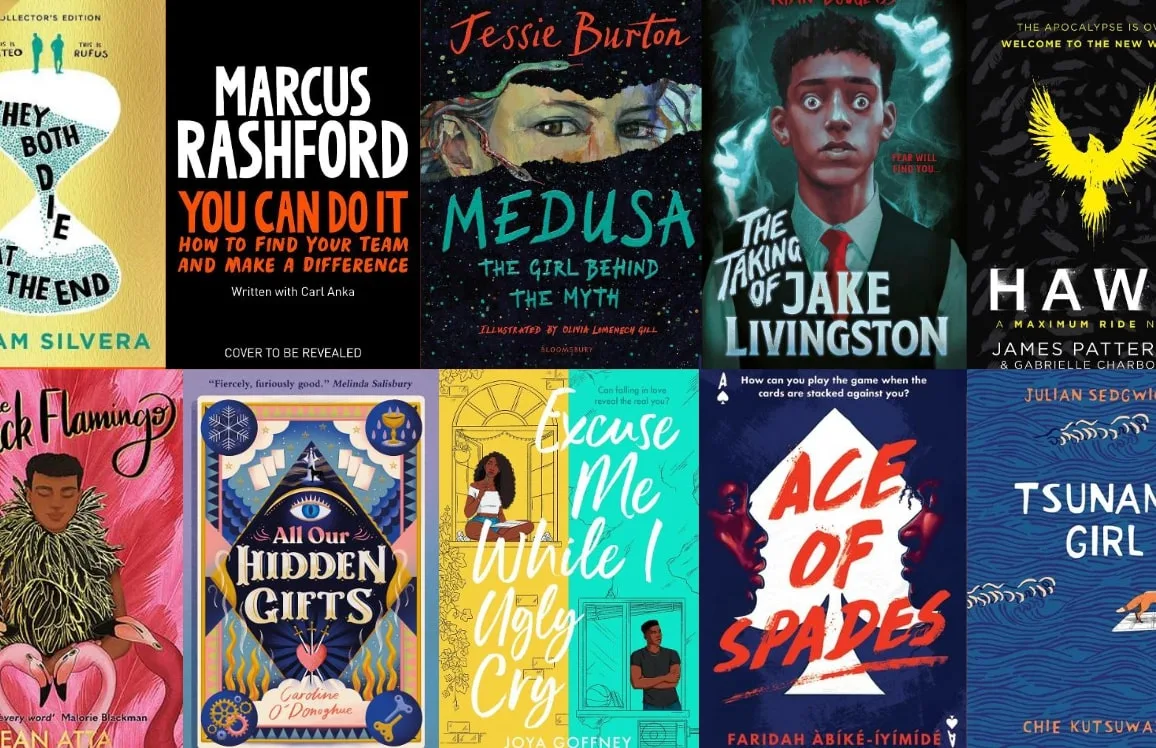 COLLECTOR'S EDITION
THIS IS
RUFUS
THEY
BOTH
DIE
AT
THE END
ADAM SILVERA
MARCUS
RASHFORD
YOU CAN DO IT
HOW TO FIND YOUR TEAM
AND MAKE A DIFFERENCE
Written with Carl Anka
COVER TO BE REVEALED
Jessie Burton
MEDUSA
THE GIRL BEHIND
THE MYTH
ILLUSTRATED BY OLIVIA LOMENECH GILL
BLOOMSBURY
FEAR WILL
FIND YOU...
THE
TAKING
OF JAKE
LIVINGSTON
THE APOCALYPSE IS OV
WELCOME TO THE NEW W
HAW
A MAXIMUM RIDE N
JAMES PATTER
& GABRIELLE CHARBO
ck Flamingo
every word' Malorie Blackman
EAN ATTA
"Fiercely, furiously good." Melinda Salisbury
All Our
HIDDEN
GIFTS
Caroline
O'Donoghue
Can falling in love
reveal the real you?
Excuse
Me
While I
Ugly
Cry
JOYA GOFFNEY
A
How can you play the game when the
cards are stacked against you?
ACE
OF
SPADES
FARIDAH ÀBÍKÉ-ÍYÍMÍDÉ
A
JULIAN SEDGWI
TSUNAM
GIRL
CHIE KUTSUWA